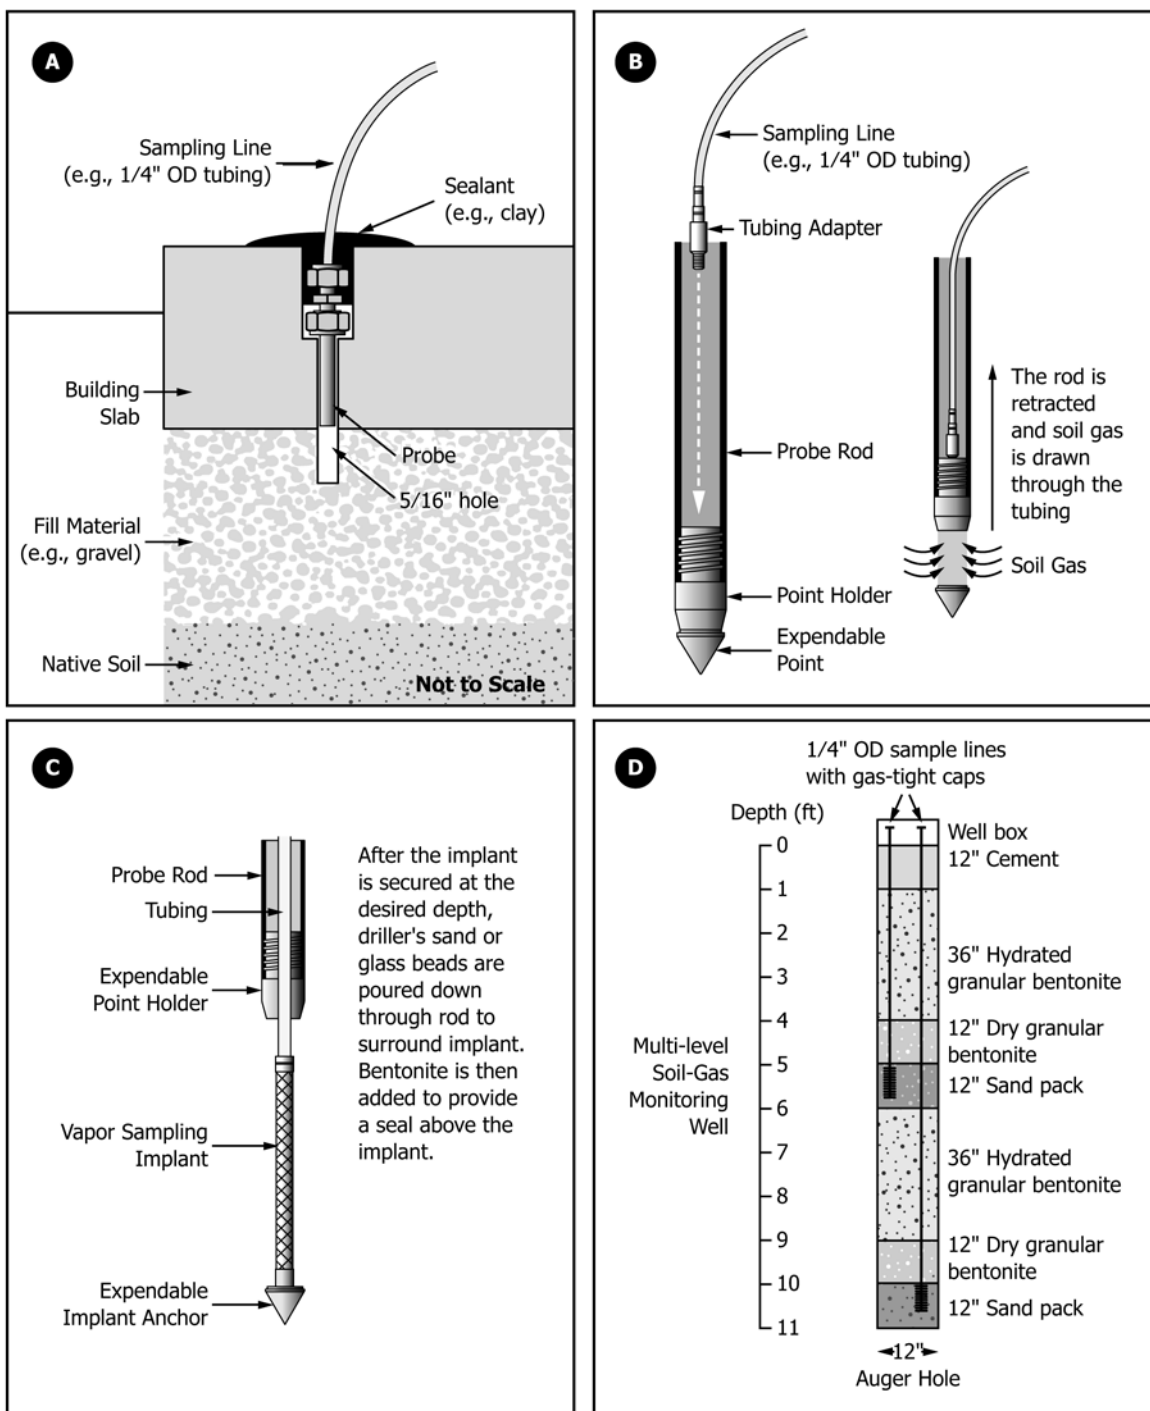 A
Sampling Line
(e.g., 1/4" OD tubing)
Sealant
(e.g., clay)
Building
Slab
Probe
5/16" hole
Fill Material
(e.g., gravel)
Native Soil
Not to Scale
B
Sampling Line
(e.g., 1/4" OD tubing)
Tubing Adapter
The rod is
retracted
and soil gas
is drawn
through the
tubing
Probe Rod
Soil Gas
Point Holder
Expendable
Point
C
Probe Rod
Tubing
Expendable
Point Holder
Vapor Sampling
Implant
Expendable
Implant Anchor
After the implant
is secured at the
desired depth,
driller's sand or
glass beads are
poured down
through rod to
surround implant.
Bentonite is then
added to provide
a seal above the
implant.
D
1/4" OD sample lines
with gas-tight caps
Depth (ft)
0
1
2
3
4
5
6
7
8
9
10
11
Multi-level
Soil-Gas
Monitoring
Well
Well box
12" Cement
36" Hydrated
granular bentonite
12" Dry granular
bentonite
12" Sand pack
36" Hydrated
granular bentonite
12" Dry granular
bentonite
12" Sand pack
12"
Auger Hole